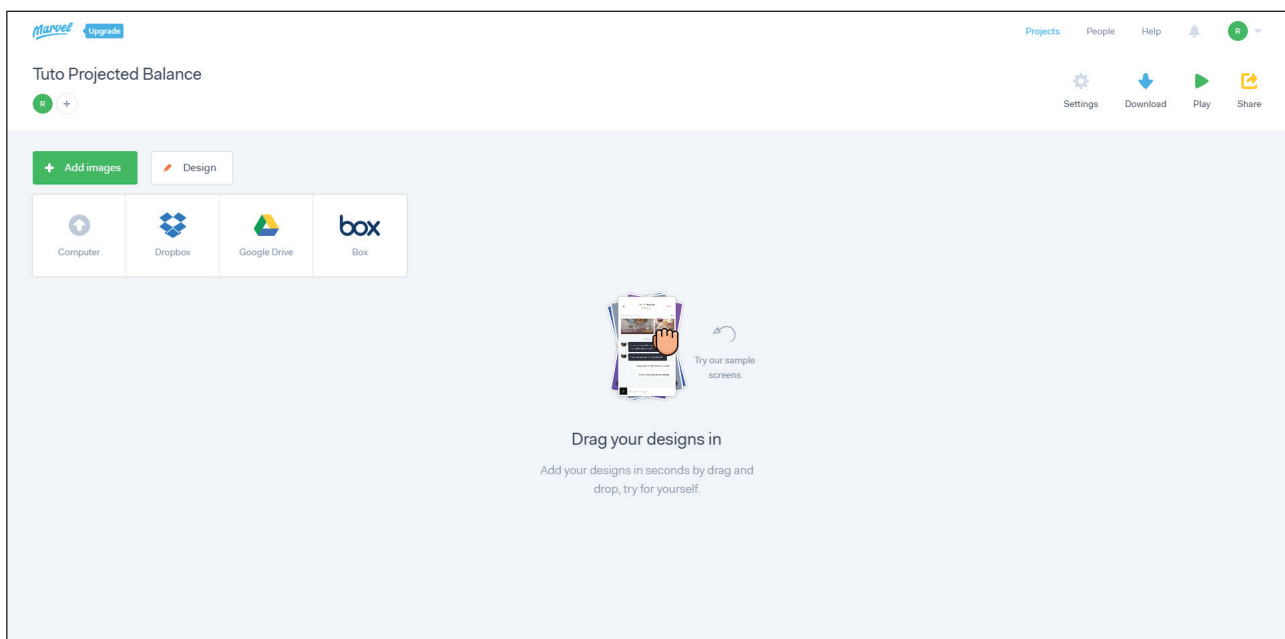 Marvel
Upgrade
Projects
People
Help
R
Tuto Projected Balance
R
+
Settings
Download
Play
Share
+ Add images
Design
Computer
Dropbox
Google Drive
box
Box
Try our sample
screens
Drag your designs in
Add your designs in seconds by drag and
drop, try for yourself.